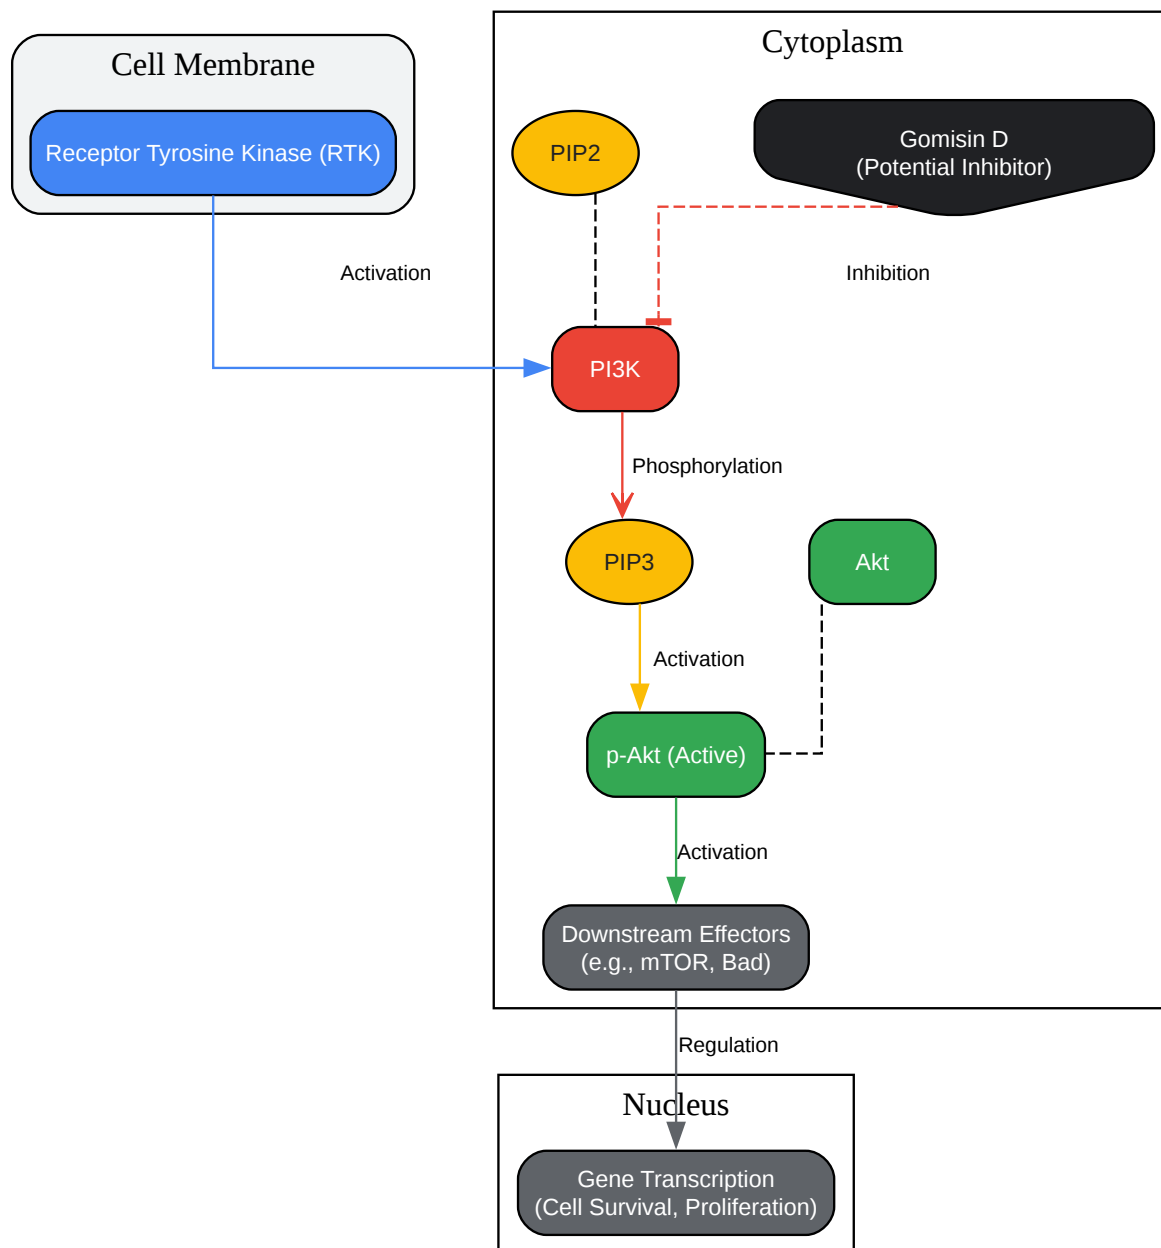 Cell Membrane
Receptor Tyrosine Kinase (RTK)
Cytoplasm
PIP2
Gomisin D
(Potential Inhibitor)
Activation
Inhibition
PI3K
Phosphorylation
PIP3
Akt
Activation
p-Akt (Active)
Activation
Downstream Effectors
(e.g., mTOR, Bad)
Regulation
Nucleus
Gene Transcription
(Cell Survival, Proliferation)